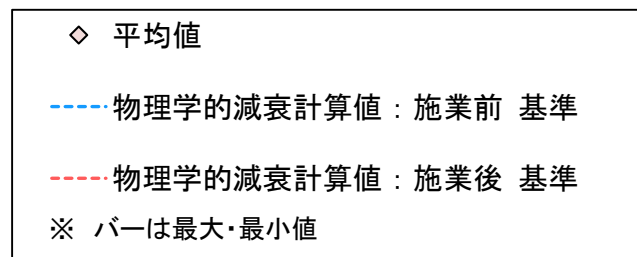 平均値
物理学的減衰計算値：施業前 基準
物理学的減衰計算値：施業後 基準
※ バーは最大・最小値